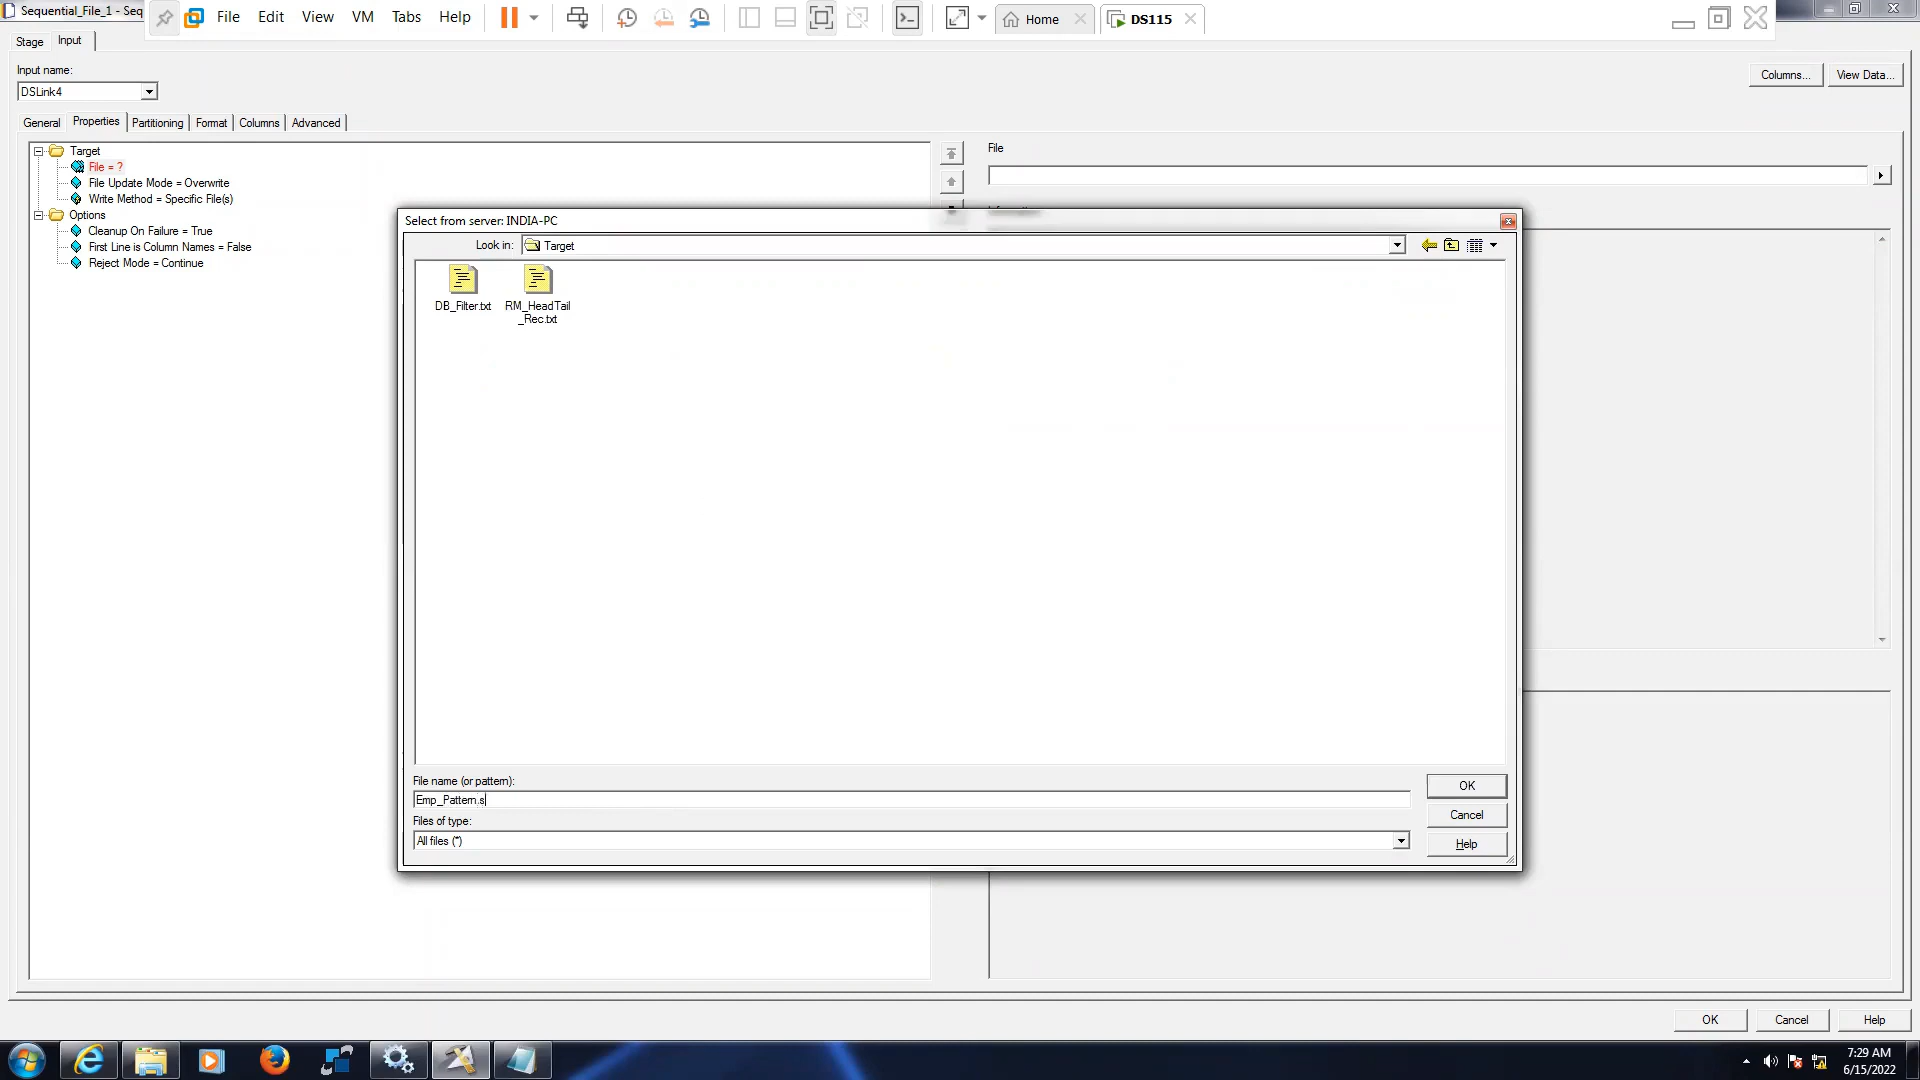 Sequential_File_1 - Seq
File Edit View VM Tabs Help
Home
DS115
Stage Input
Input name:
DSLink4
Columns... View Data...
General Properties Partitioning Format Columns Advanced
Target
File = ?
File Update Mode = Overwrite
Write Method = Specific File(s)
Options
Cleanup On Failure = True
First Line is Column Names = False
Reject Mode = Continue
File
Select from server: INDIA-PC
Look in: Target
DB_Filter.txt
RM_HeadTail
_Rec.txt
File name (or pattern):
Emp_Pattern.s
Files of type:
All files (*)
OK
Cancel
Help
OK Cancel Help
7:29 AM
6/15/2022